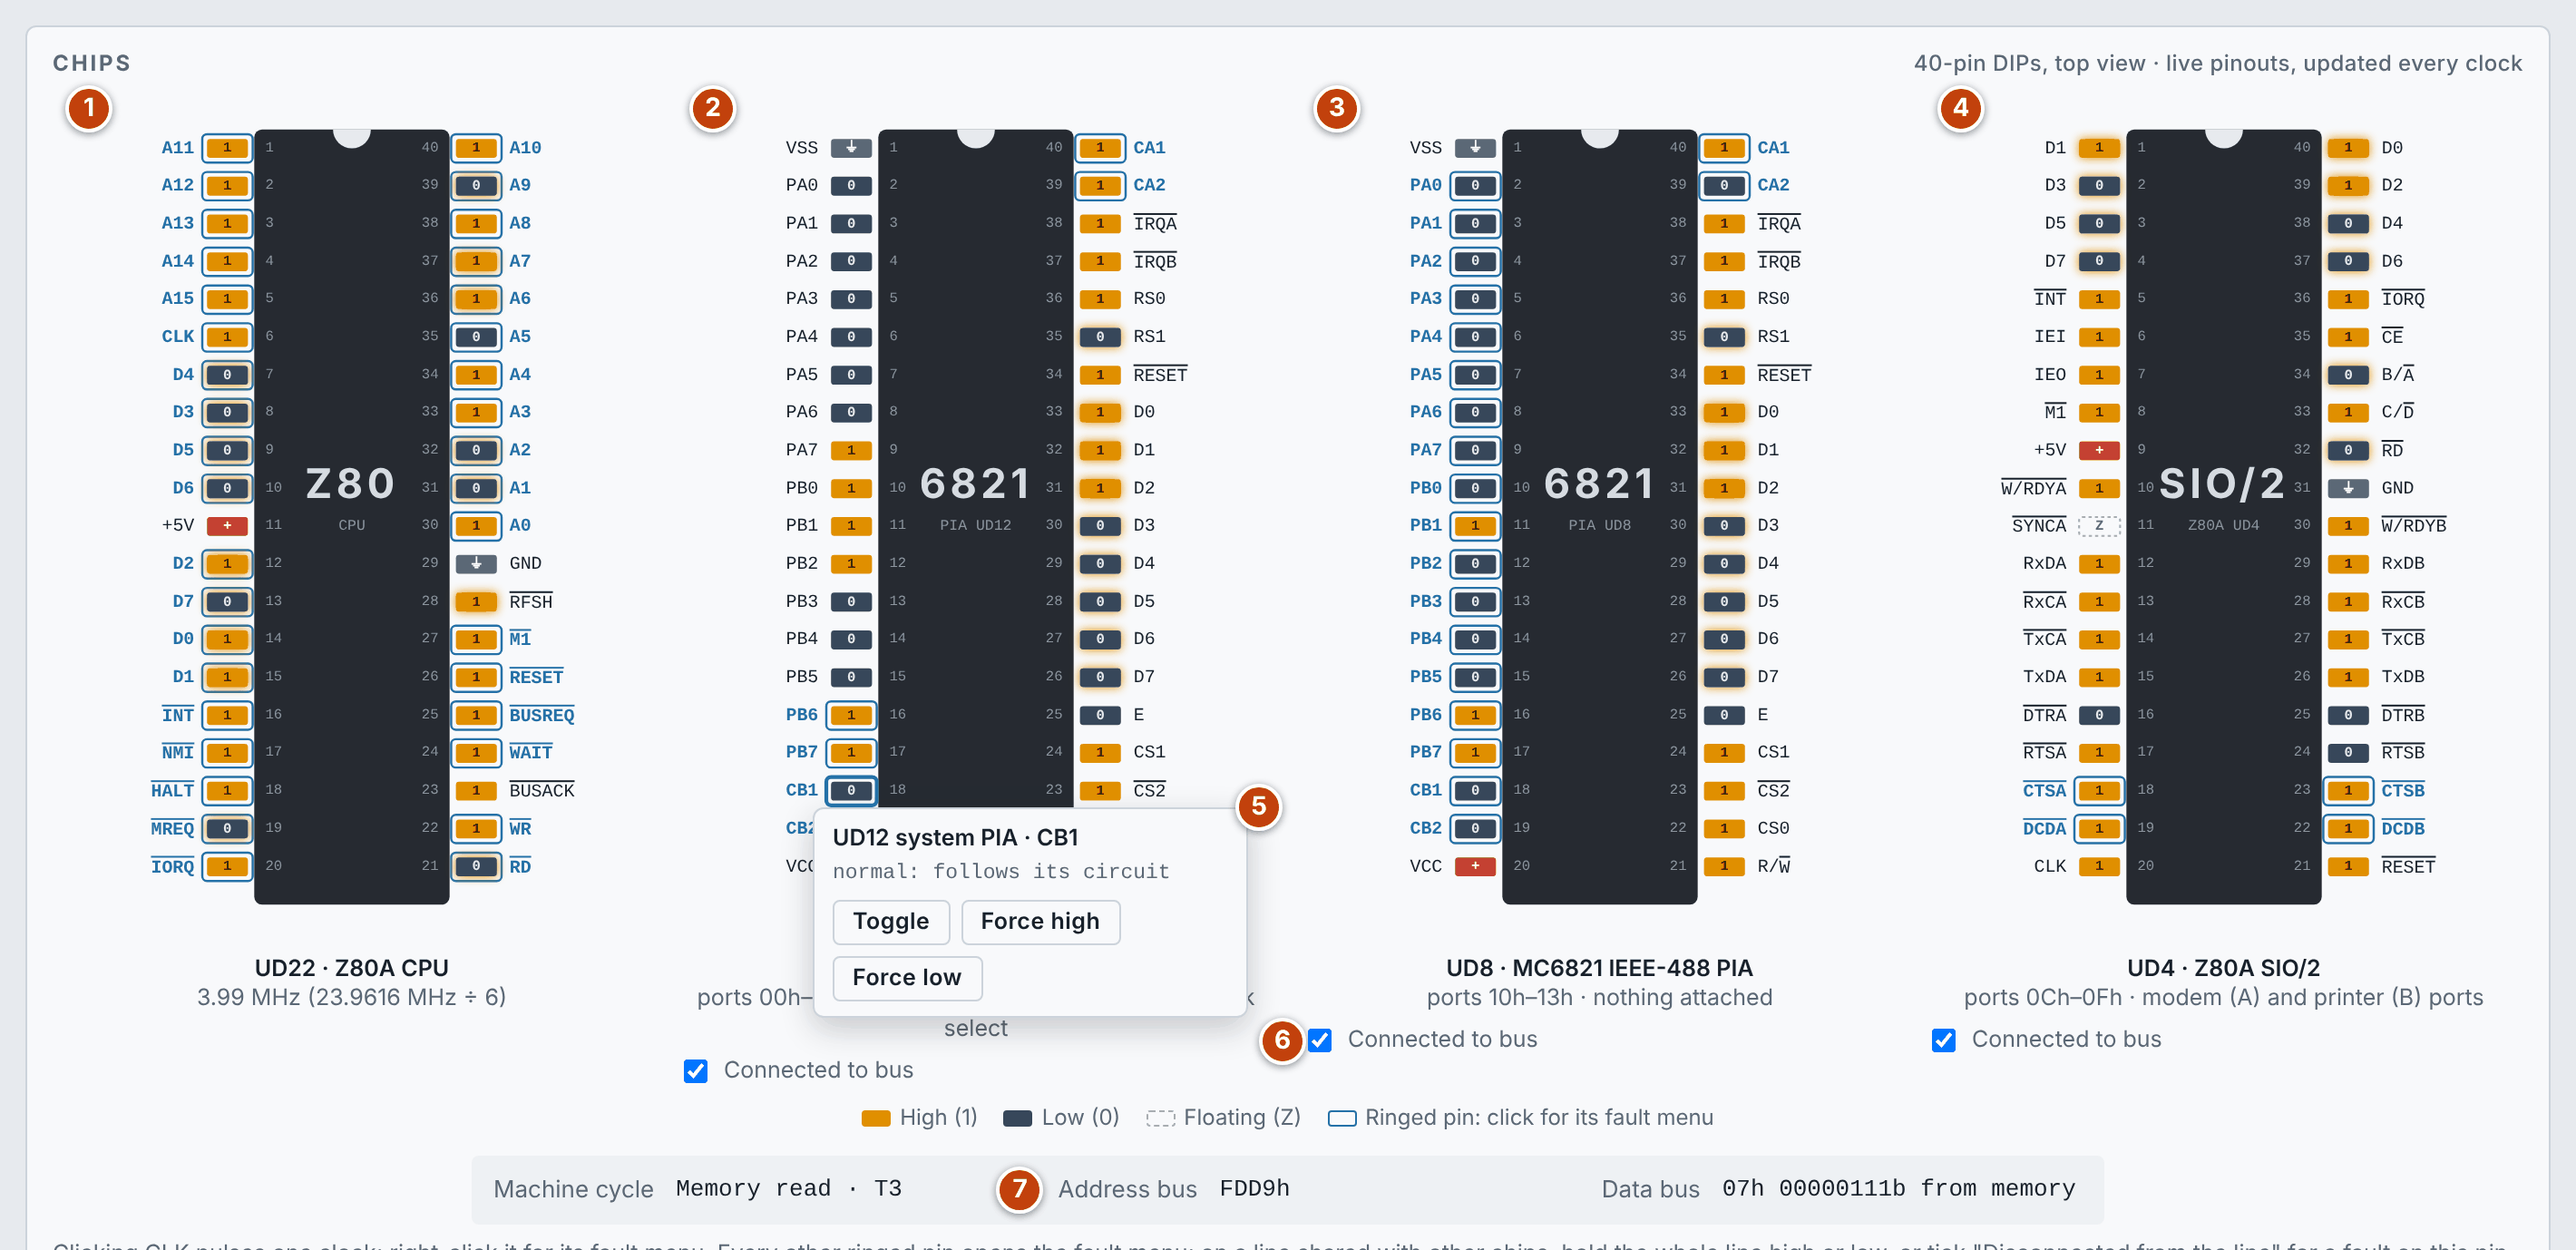 CHIPS
40-pin DIPs, top view · live pinouts, updated every clock
1
2
3
4
A11 1 1 40 1 A10
A12 1 2 39 0 A9
A13 1 3 38 1 A8
A14 1 4 37 1 A7
A15 1 5 36 1 A6
CLK 1 6 35 0 A5
D4 0 7 34 1 A4
D3 0 8 33 1 A3
D5 0 9 32 0 A2
Z80
D6 0 10 31 0 A1
+5V + 11 CPU 30 1 A0
D2 1 12 29 GND
D7 0 13 28 1 RFSH
D0 1 14 27 1 M1
D1 1 15 26 1 RESET
INT 1 16 25 1 BUSREQ
NMI 1 17 24 1 WAIT
HALT 1 18 23 1 BUSACK
MREQ 0 19 22 1 WR
IORQ 1 20 21 0 RD
UD22 · Z80A CPU
3.99 MHz (23.9616 MHz ÷ 6)
VSS 1 40 1 CA1
PA0 0 2 39 1 CA2
PA1 0 3 38 1 IRQA
PA2 0 4 37 1 IRQB
PA3 0 5 36 1 RS0
PA4 0 6 35 0 RS1
PA5 0 7 34 1 RESET
PA6 0 8 33 1 D0
PA7 1 9 32 1 D1
6821
PB0 1 10 31 1 D2
PB1 1 11 PIA UD12 30 0 D3
PB2 1 12 29 0 D4
PB3 0 13 28 0 D5
PB4 0 14 27 0 D6
PB5 0 15 26 0 D7
PB6 1 16 25 0 E
PB7 1 17 24 1 CS1
CB1 0 18 23 1 CS2
5
UD12 system PIA · CB1
normal: follows its circuit
Toggle Force high
Force low
ports 00h–
select
Connected to bus
VSS 1 40 1 CA1
PA0 0 2 39 0 CA2
PA1 0 3 38 1 IRQA
PA2 0 4 37 1 IRQB
PA3 0 5 36 1 RS0
PA4 0 6 35 0 RS1
PA5 0 7 34 1 RESET
PA6 0 8 33 1 D0
PA7 0 9 32 1 D1
6821
PB0 0 10 31 1 D2
PB1 1 11 PIA UD8 30 0 D3
PB2 0 12 29 0 D4
PB3 0 13 28 0 D5
PB4 0 14 27 0 D6
PB5 0 15 26 0 D7
PB6 1 16 25 0 E
PB7 1 17 24 1 CS1
CB1 0 18 23 1 CS2
CB2 0 19 22 1 CS0
VCC + 20 21 1 R/W
UD8 · MC6821 IEEE-488 PIA
ports 10h–13h · nothing attached
6 Connected to bus
D1 1 1 40 1 D0
D3 0 2 39 1 D2
D5 0 3 38 0 D4
D7 0 4 37 0 D6
INT 1 5 36 1 IORQ
IEI 1 6 35 1 CE
IEO 1 7 34 0 B/A
M1 1 8 33 1 C/D
+5V + 9 32 0 RD
SIO/2
W/RDYA 1 10 31 GND
SYNCA Z 11 Z80A UD4 30 1 W/RDYB
RxDA 1 12 29 1 RxDB
RxCA 1 13 28 1 RxCB
TxCA 1 14 27 1 TxCB
TxDA 1 15 26 1 TxDB
DTRA 0 16 25 0 DTRB
RTSA 1 17 24 0 RTSB
CTSA 1 18 23 1 CTSB
DCDA 1 19 22 1 DCDB
CLK 1 20 21 1 RESET
UD4 · Z80A SIO/2
ports 0Ch–0Fh · modem (A) and printer (B) ports
Connected to bus
High (1) Low (0) Floating (Z) Ringed pin: click for its fault menu
Machine cycle Memory read · T3 7 Address bus FDD9h Data bus 07h 00000111b from memory